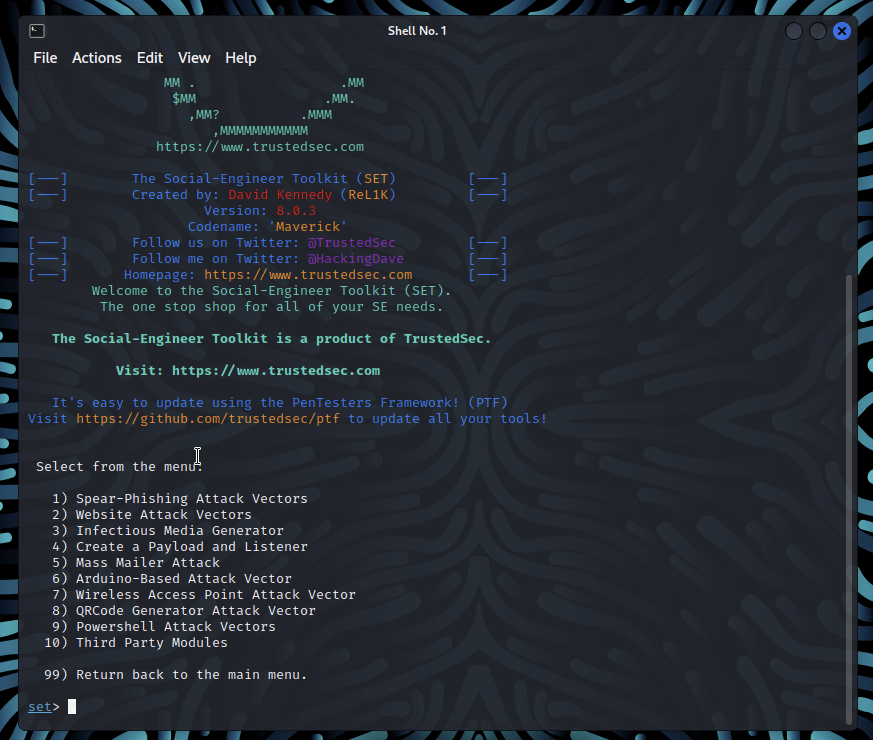 Shell No. 1
File Actions Edit View Help
MM . .MM
$MM .MM.
,MM? .MMM
,MMMMMMMMMMM
https://www.trustedsec.com
[---] The Social-Engineer Toolkit (SET) [---]
[---] Created by: David Kennedy (ReL1K) [---]
Version: 8.0.3
Codename: 'Maverick'
[---] Follow us on Twitter: @TrustedSec [---]
[---] Follow me on Twitter: @HackingDave [---]
[---] Homepage: https://www.trustedsec.com [---]
Welcome to the Social-Engineer Toolkit (SET).
The one stop shop for all of your SE needs.
The Social-Engineer Toolkit is a product of TrustedSec.
Visit: https://www.trustedsec.com
It's easy to update using the PenTesters Framework! (PTF)
Visit https://github.com/trustedsec/ptf to update all your tools!
Select from the menu:
1) Spear-Phishing Attack Vectors
2) Website Attack Vectors
3) Infectious Media Generator
4) Create a Payload and Listener
5) Mass Mailer Attack
6) Arduino-Based Attack Vector
7) Wireless Access Point Attack Vector
8) QRCode Generator Attack Vector
9) Powershell Attack Vectors
10) Third Party Modules
99) Return back to the main menu.
set>